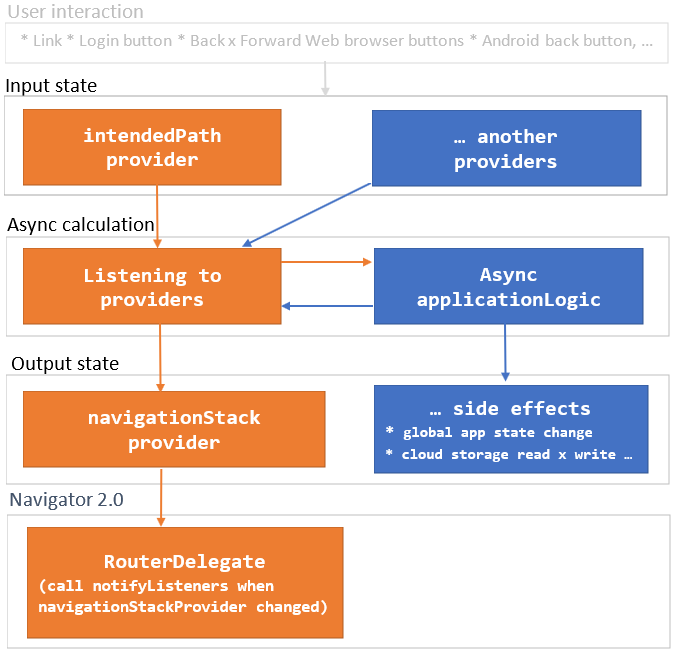 User interaction
* Link * Login button * Back x Forward Web browser buttons * Android back button, …
Input state
intendedPath
provider
… another
providers
Async calculation
Listening to
providers
Async
applicationLogic
Output state
navigationStack
provider
… side effects
* global app state change
* cloud storage read x write …
Navigator 2.0
RouterDelegate
(call notifyListeners when
navigationStackProvider changed)